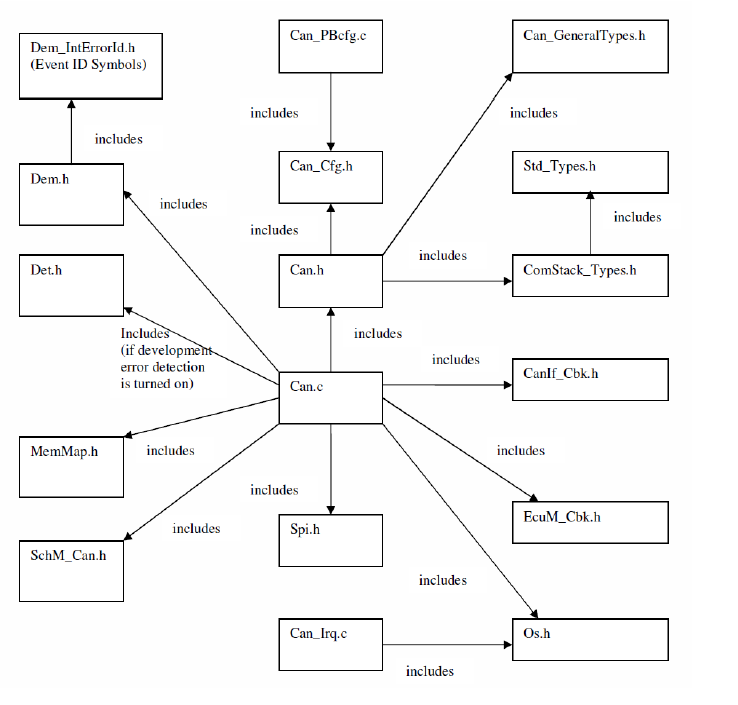 Can_PBcfg.c
Can_GeneralTypes.h
Dem_IntErrorId.h
(Event ID Symbols)
includes
includes
includes
Can_Cfg.h
Std_Types.h
Dem.h
includes
includes
includes
includes
Det.h
Can.h
ComStack_Types.h
Includes
(if development
error detection
is turned on)
includes
includes
Can.c
CanIf_Cbk.h
MemMap.h
includes
includes
includes
includes
EcuM_Cbk.h
Spi.h
SchM_Can.h
includes
Can_Irq.c
Os.h
includes